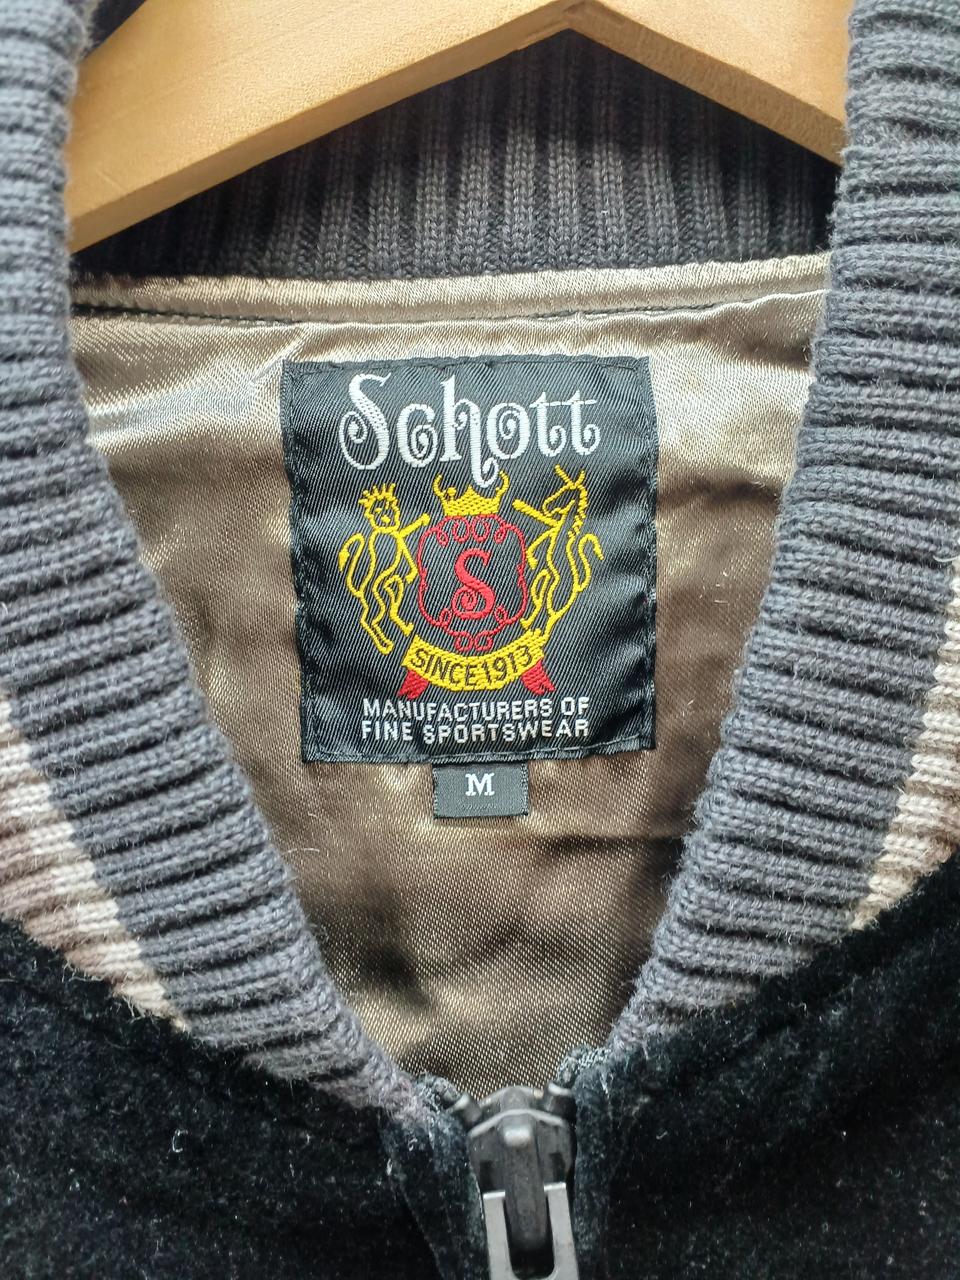 Schott
S
SINCE 1913
MANUFACTURERS OF
FINE SPORTSWEAR
M